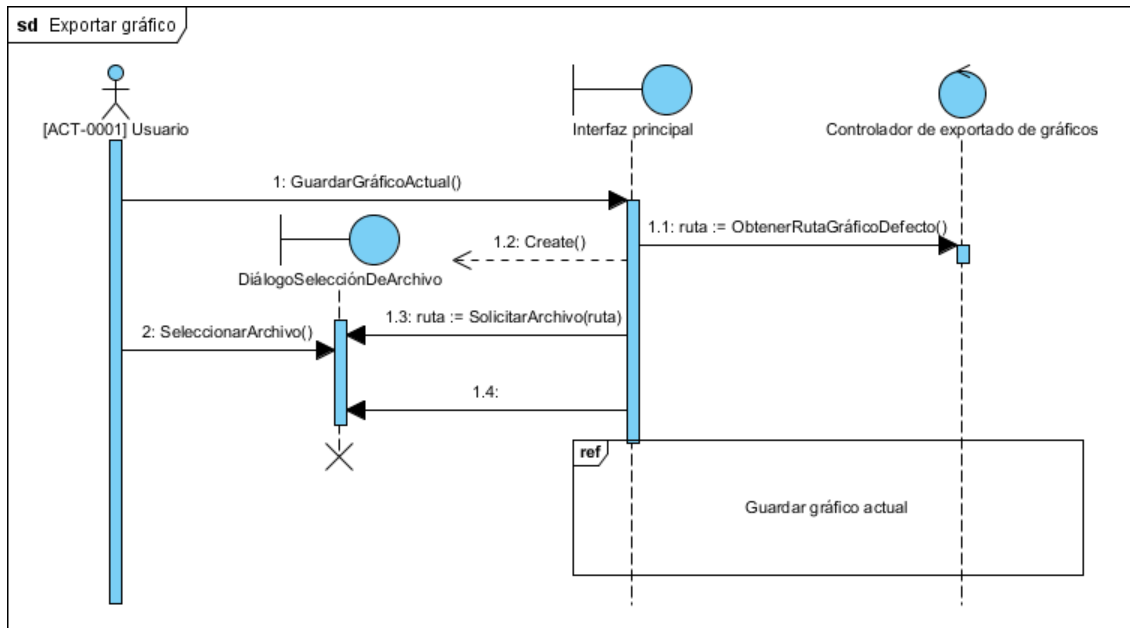 sd Exportar gráfico
[ACT-0001] Usuario
Interfaz principal
Controlador de exportado de gráficos
1: GuardarGráficoActual()
1.1: ruta := ObtenerRutaGráficoDefecto()
1.2: Create()
DiálogoSelecciónDeArchivo
1.3: ruta := SolicitarArchivo(ruta)
2: SeleccionarArchivo()
1.4:
ref
Guardar gráfico actual